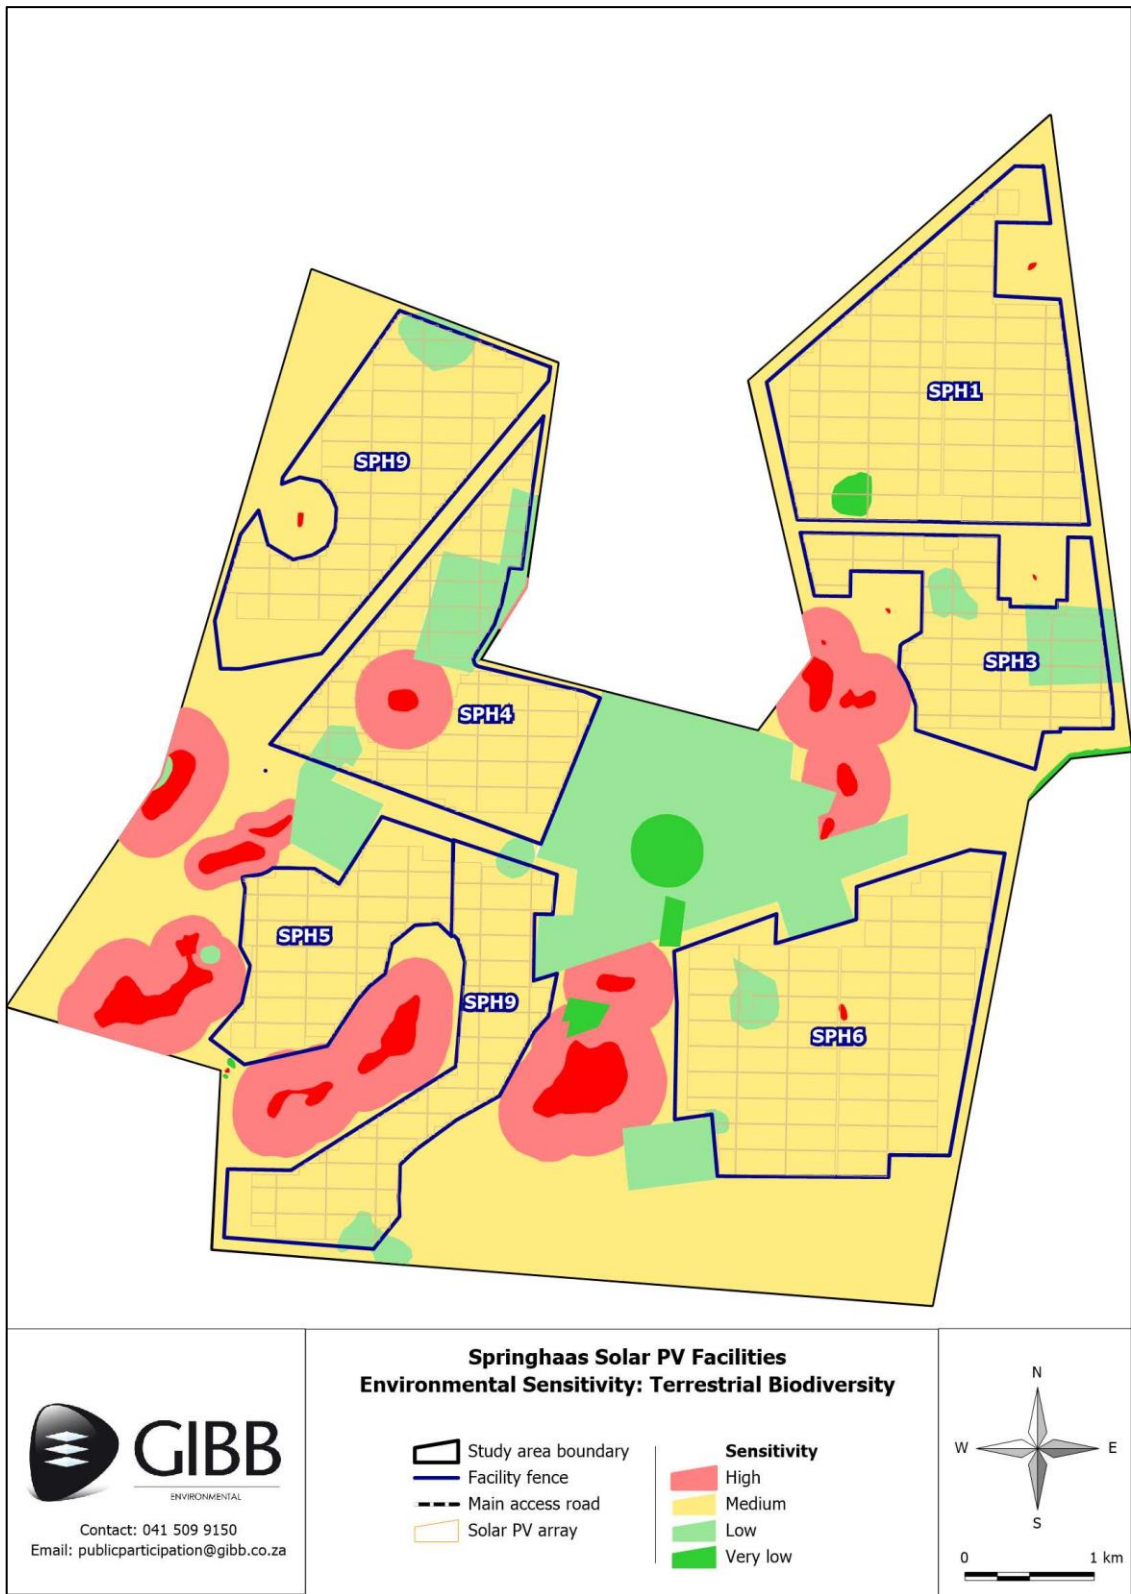 SPH1
SPH9
SPH3
SPH4
SPH5
SPH9
SPH6
Springhaas Solar PV Facilities
Environmental Sensitivity: Terrestrial Biodiversity
GIBB
ENVIRONMENTAL
Contact: 041 509 9150
Email: publicparticipation@gibb.co.za
Study area boundary
Facility fence
Main access road
Solar PV array
Sensitivity
High
Medium
Low
Very low
N
W
E
S
0 1 km